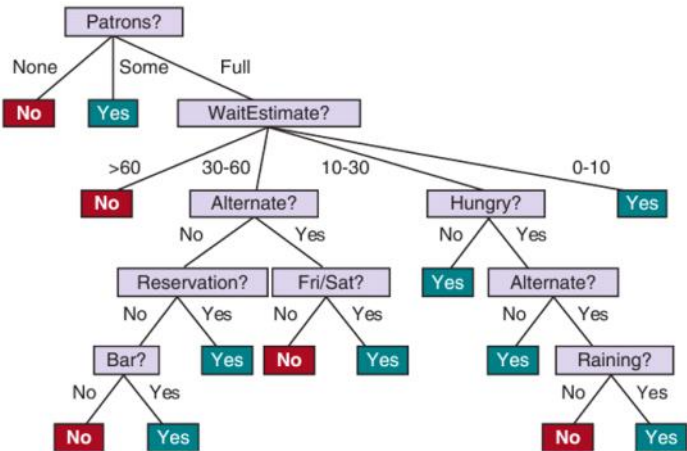 Patrons?
None Some Full
No Yes WaitEstimate?
>60 30-60 10-30 0-10
No Alternate? Hungry? Yes
No Yes No Yes
Reservation? Fri/Sat? Yes Alternate?
No Yes No Yes No Yes
Bar? Yes No Yes Yes Raining?
No Yes No Yes
No Yes No Yes